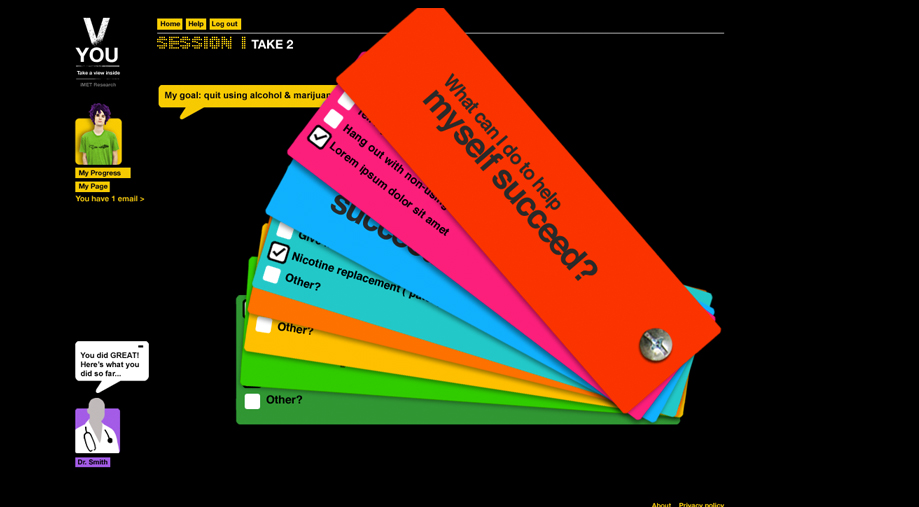 Home Help Log out
V
YOU
Take a view inside
IMET Research
SESSION 1 TAKE 2
My goal: quit using alcohol &
My Progress
My Page
You have 1 email >
What can I do to help
myself succeed?
Hang out with non-using
Lorem ipsum dolor sit amet
Nicotine replacement (
Other?
Other?
Other?
You did GREAT!
Here's what you
did so far...
Dr. Smith
About Privacy policy